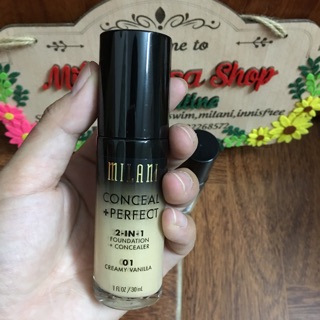 me to
Shop
swim,milani,innisfree
MILANI
CONCEAL
+PERFECT
2-IN-1
FOUNDATION
+ CONCEALER
01
CREAMY VANILLA
1 FL OZ / 30 mL